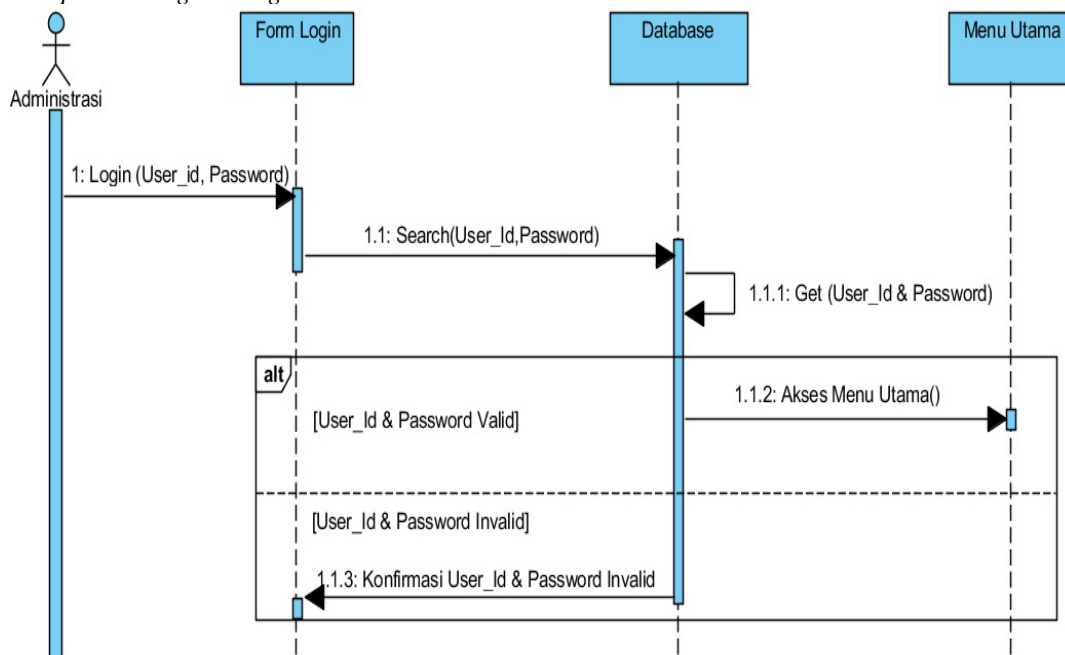 Form Login
Database
Menu Utama
Administrasi
1: Login (User_id, Password)
1.1: Search(User_Id,Password)
1.1.1: Get (User_Id & Password)
alt
1.1.2: Akses Menu Utama()
[User_Id & Password Valid]
[User_Id & Password Invalid]
1.1.3: Konfirmasi User_Id & Password Invalid